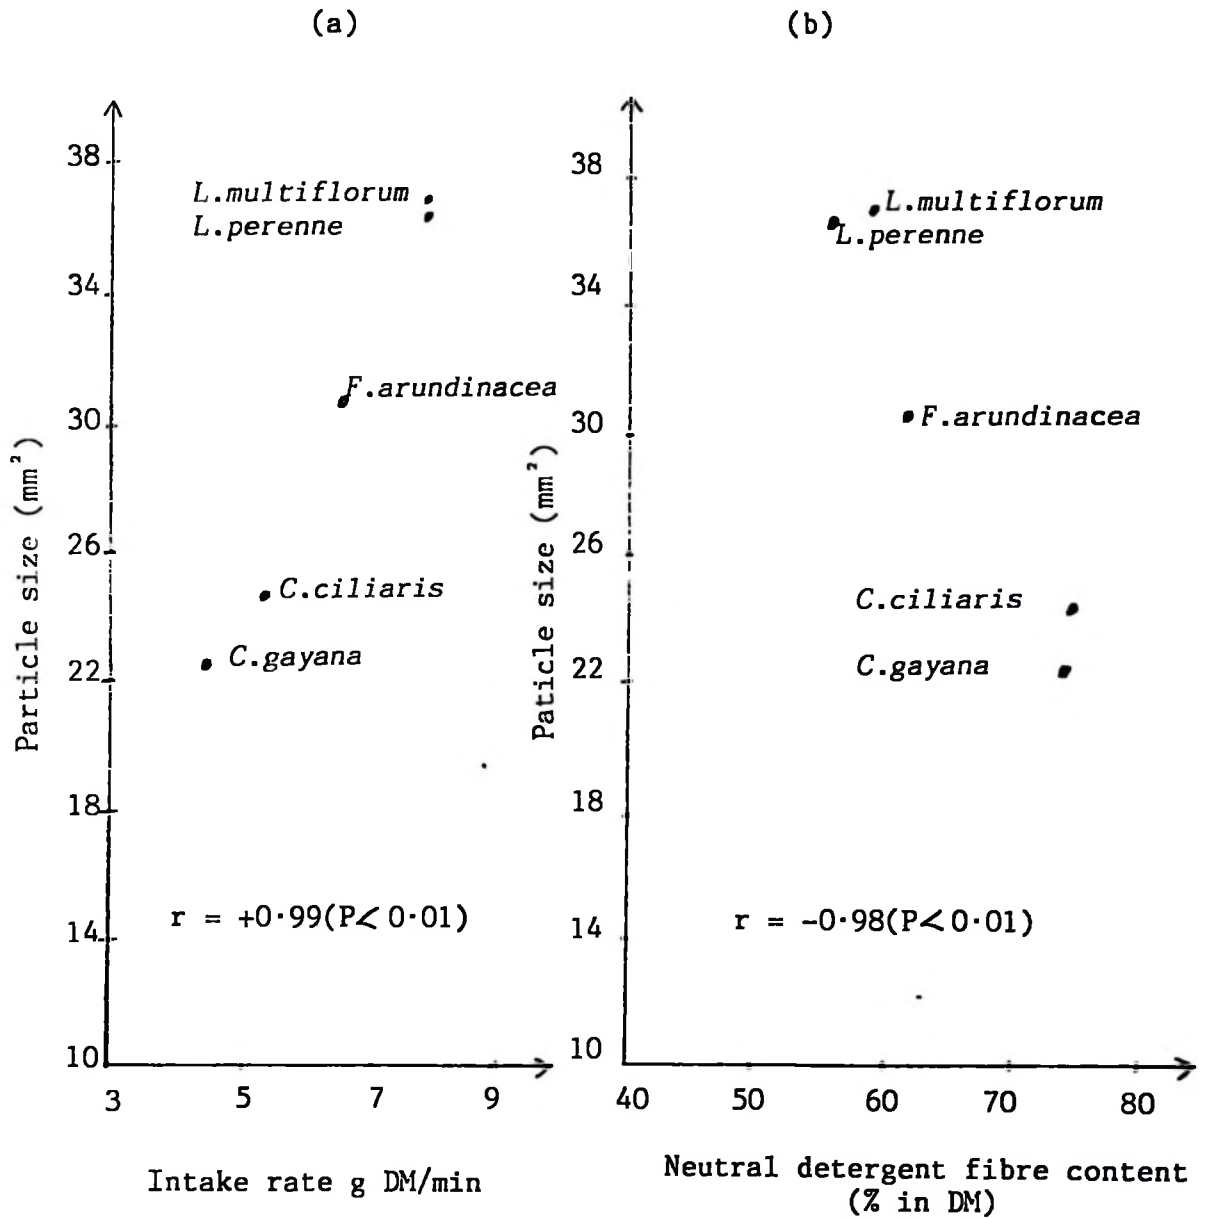 (a)
38
L.multiflorum
L.perenne
34
F.arundinacea
30
26
C.ciliaris
C.gayana
22
18
r = +0·99(P< 0·01)
14
10
3 5 7 9
Particle size (mm²)
Intake rate g DM/min
(b)
38
L.multiflorum
L.perenne
34
30
F.arundinacea
26
C.ciliaris
C.gayana
22
18
r = -0·98(P<0·01)
14
10
40 50 60 70 80
Paticle size (mm²)
Neutral detergent fibre content
(% in DM)